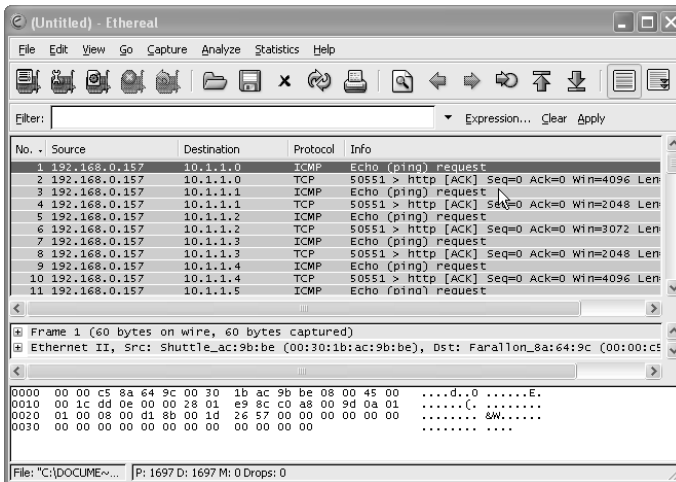 (Untitled) - Ethereal
File Edit View Go Capture Analyze Statistics Help
Filter: Expression... Clear Apply
No. Source Destination Protocol Info
1 192.168.0.157 10.1.1.0 ICMP Echo (ping) request
2 192.168.0.157 10.1.1.0 TCP 50551 > http [ACK] Seq=0 Ack=0 Win=4096 Len
3 192.168.0.157 10.1.1.1 ICMP Echo (ping) request
4 192.168.0.157 10.1.1.1 TCP 50551 > http [ACK] Seq=0 Ack=0 Win=2048 Len
5 192.168.0.157 10.1.1.2 ICMP Echo (ping) request
6 192.168.0.157 10.1.1.2 TCP 50551 > http [ACK] Seq=0 Ack=0 Win=3072 Len
7 192.168.0.157 10.1.1.3 ICMP Echo (ping) request
8 192.168.0.157 10.1.1.3 TCP 50551 > http [ACK] Seq=0 Ack=0 Win=2048 Len
9 192.168.0.157 10.1.1.4 ICMP Echo (ping) request
10 192.168.0.157 10.1.1.4 TCP 50551 > http [ACK] Seq=0 Ack=0 Win=4096 Len
11 192.168.0.157 10.1.1.5 ICMP Echo (ping) request
Frame 1 (60 bytes on wire, 60 bytes captured)
Ethernet II, Src: Shuttle_ac:9b:be (00:30:1b:ac:9b:be), Dst: Farallon_8a:64:9c (00:00:c5
0000 00 00 c5 8a 64 9c 00 30 1b ac 9b be 08 00 45 00 ....d..0 ......E.
0010 00 1c dd 0e 00 00 28 01 e9 8c c0 a8 00 9d 0a 01 ......(. ........
0020 01 00 08 00 d1 8b 00 1d 26 57 00 00 00 00 00 00 ........ &W......
0030 00 00 00 00 00 00 00 00 00 00 00 00 ........ ....
File: "C:\DOCUME~... P: 1697 D: 1697 M: 0 Drops: 0